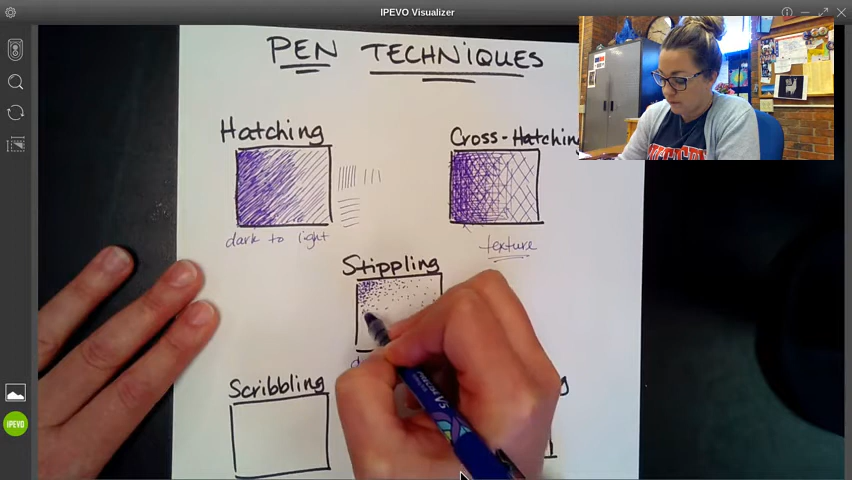 IPEVO Visualizer
PEN TECHNIQUES
Hatching
Cross-Hatching
dark to light
texture
Stippling
Scribbling
IPEVO